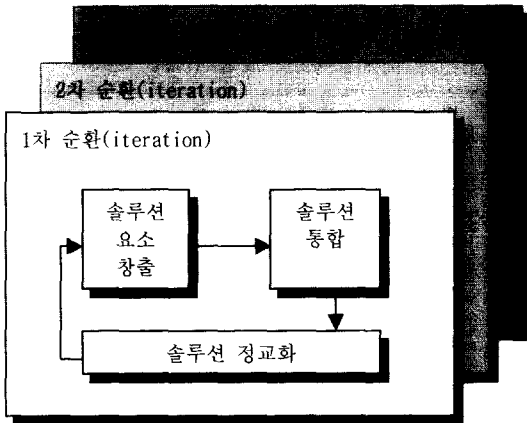 2차 순환(iteration)
1차 순환(iteration)
솔루션
요소
창출
솔루션
통합
솔루션 정교화